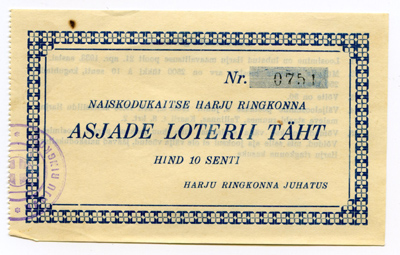 Nr. 0751
NAISKODUKAITSE HARJU RINGKONNA
ASJADE LOTERII TÄHT
HIND 10 SENTI
HARJU RINGKONNA JUHATUS